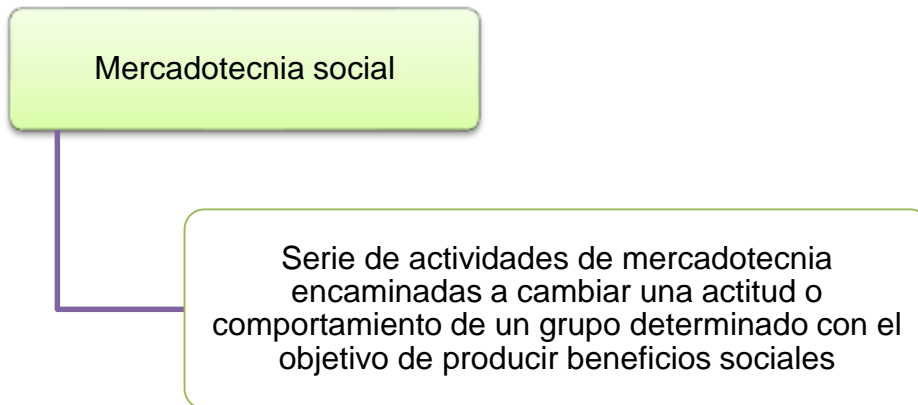 Mercadotecnia social
Serie de actividades de mercadotecnia
encaminadas a cambiar una actitud o
comportamiento de un grupo determinado con el
objetivo de producir beneficios sociales